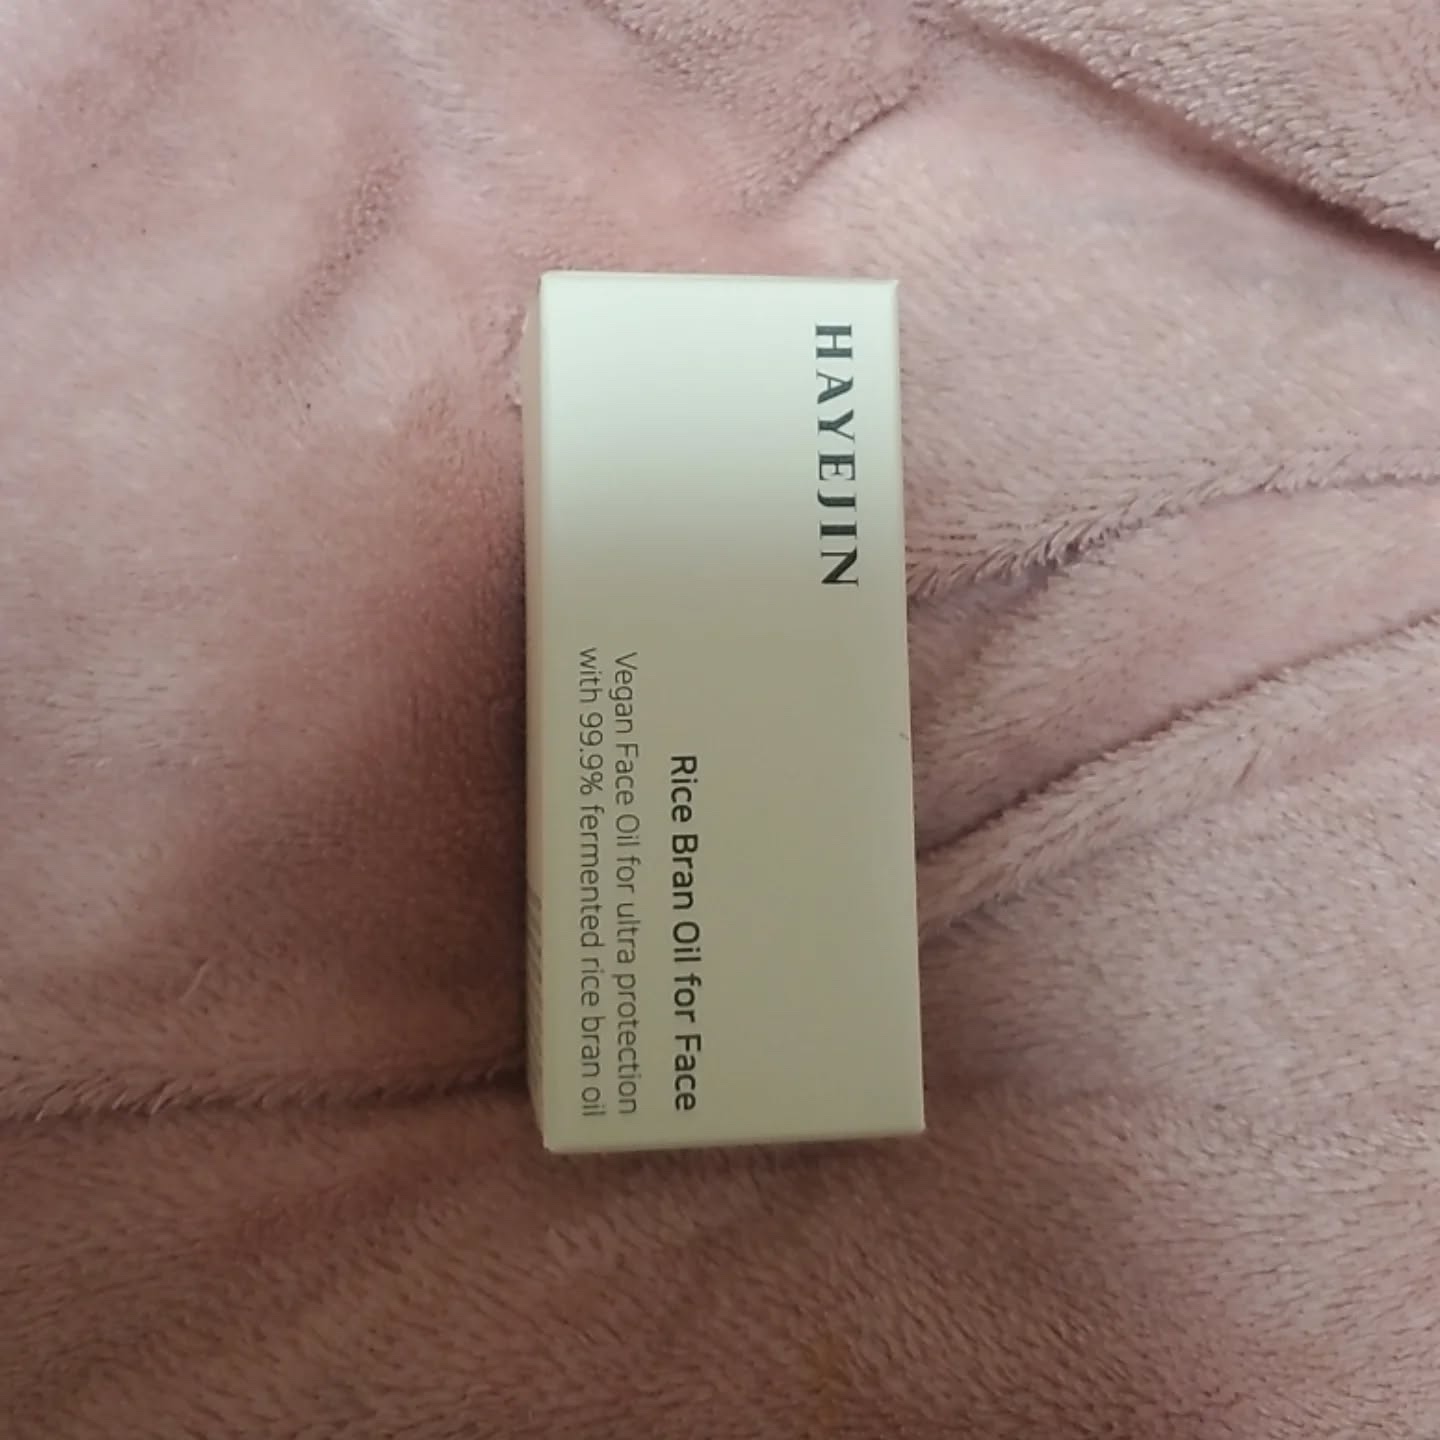 HAYEJIN
Rice Bran Oil for Face
Vegan Face Oil for ultra protection
with 99.9% fermented rice bran oil